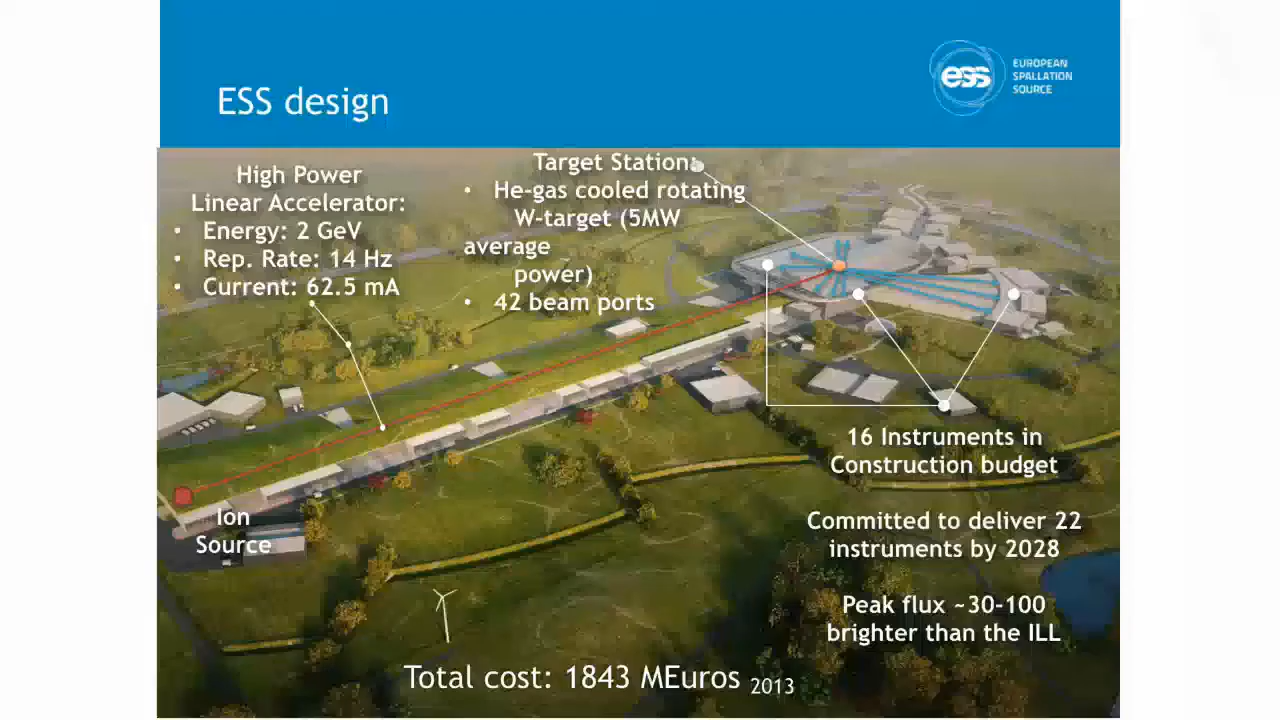 ESS design
ess
EUROPEAN
SPALLATION
SOURCE
High Power
Linear Accelerator:
• Energy: 2 GeV
• Rep. Rate: 14 Hz
• Current: 62.5 mA
Target Station:
• He-gas cooled rotating
W-target (5MW
average
power)
• 42 beam ports
16 Instruments in
Construction budget
Committed to deliver 22
instruments by 2028
Peak flux ~30-100
brighter than the ILL
Ion
Source
Total cost: 1843 MEuros 2013